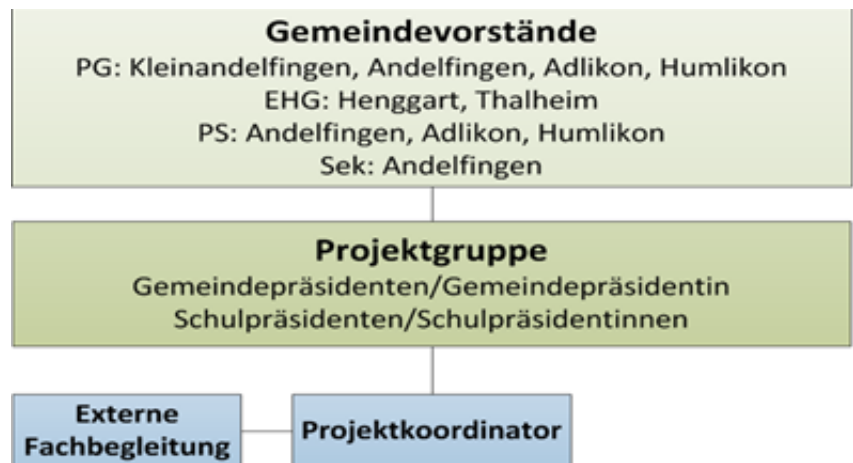 Gemeindevorstände
PG: Kleinandelfingen, Andelfingen, Adlikon, Humlikon
EHG: Henggart, Thalheim
PS: Andelfingen, Adlikon, Humlikon
Sek: Andelfingen
Projektgruppe
Gemeindepräsidenten/Gemeindepräsidentin
Schulpräsidenten/Schulpräsidentinnen
Externe
Fachbegleitung
Projektkoordinator